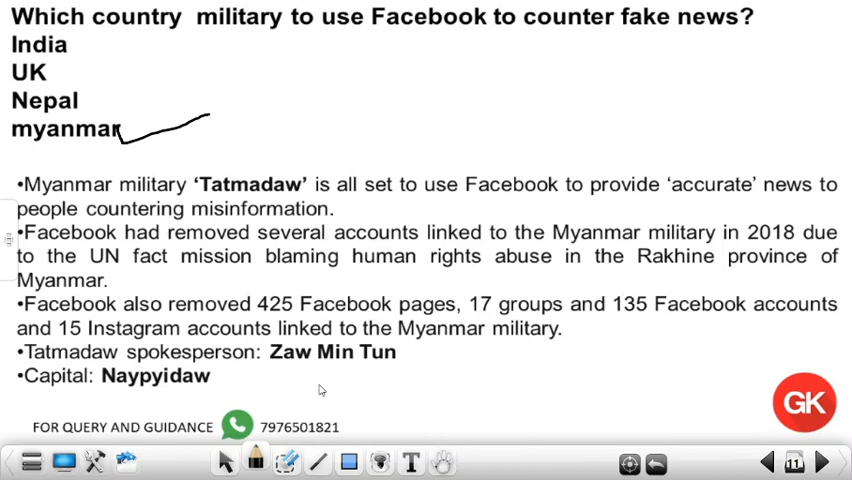 Which country military to use Facebook to counter fake news?
India
UK
Nepal
myanmar
•Myanmar military ‘Tatmadaw’ is all set to use Facebook to provide ‘accurate’ news to
people countering misinformation.
•Facebook had removed several accounts linked to the Myanmar military in 2018 due
to the UN fact mission blaming human rights abuse in the Rakhine province of
Myanmar.
•Facebook also removed 425 Facebook pages, 17 groups and 135 Facebook accounts
and 15 Instagram accounts linked to the Myanmar military.
•Tatmadaw spokesperson: Zaw Min Tun
•Capital: Naypyidaw
GK
FOR QUERY AND GUIDANCE 7976501821
T
11